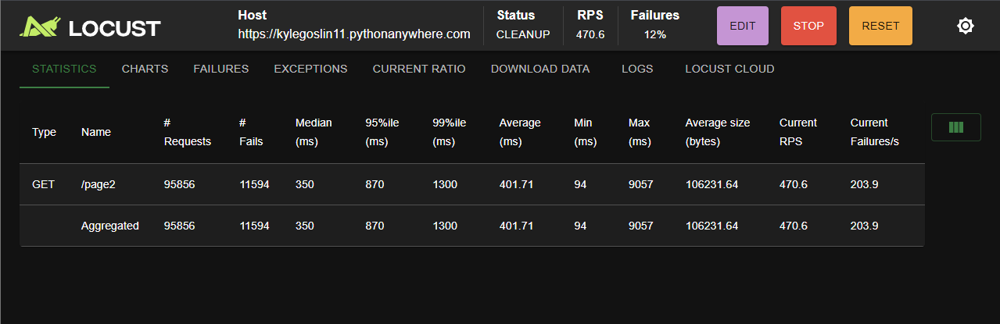 LOCUST
Host
https://kylegoslin11.pythonanywhere.com
Status
CLEANUP
RPS
470.6
Failures
12%
EDIT
STOP
RESET
STATISTICS CHARTS FAILURES EXCEPTIONS CURRENT RATIO DOWNLOAD DATA LOGS LOCUST CLOUD
Type Name # Requests # Fails Median (ms) 95%ile (ms) 99%ile (ms) Average (ms) Min (ms) Max (ms) Average size (bytes) Current RPS Current Failures/s
GET /page2 95856 11594 350 870 1300 401.71 94 9057 106231.64 470.6 203.9
Aggregated 95856 11594 350 870 1300 401.71 94 9057 106231.64 470.6 203.9